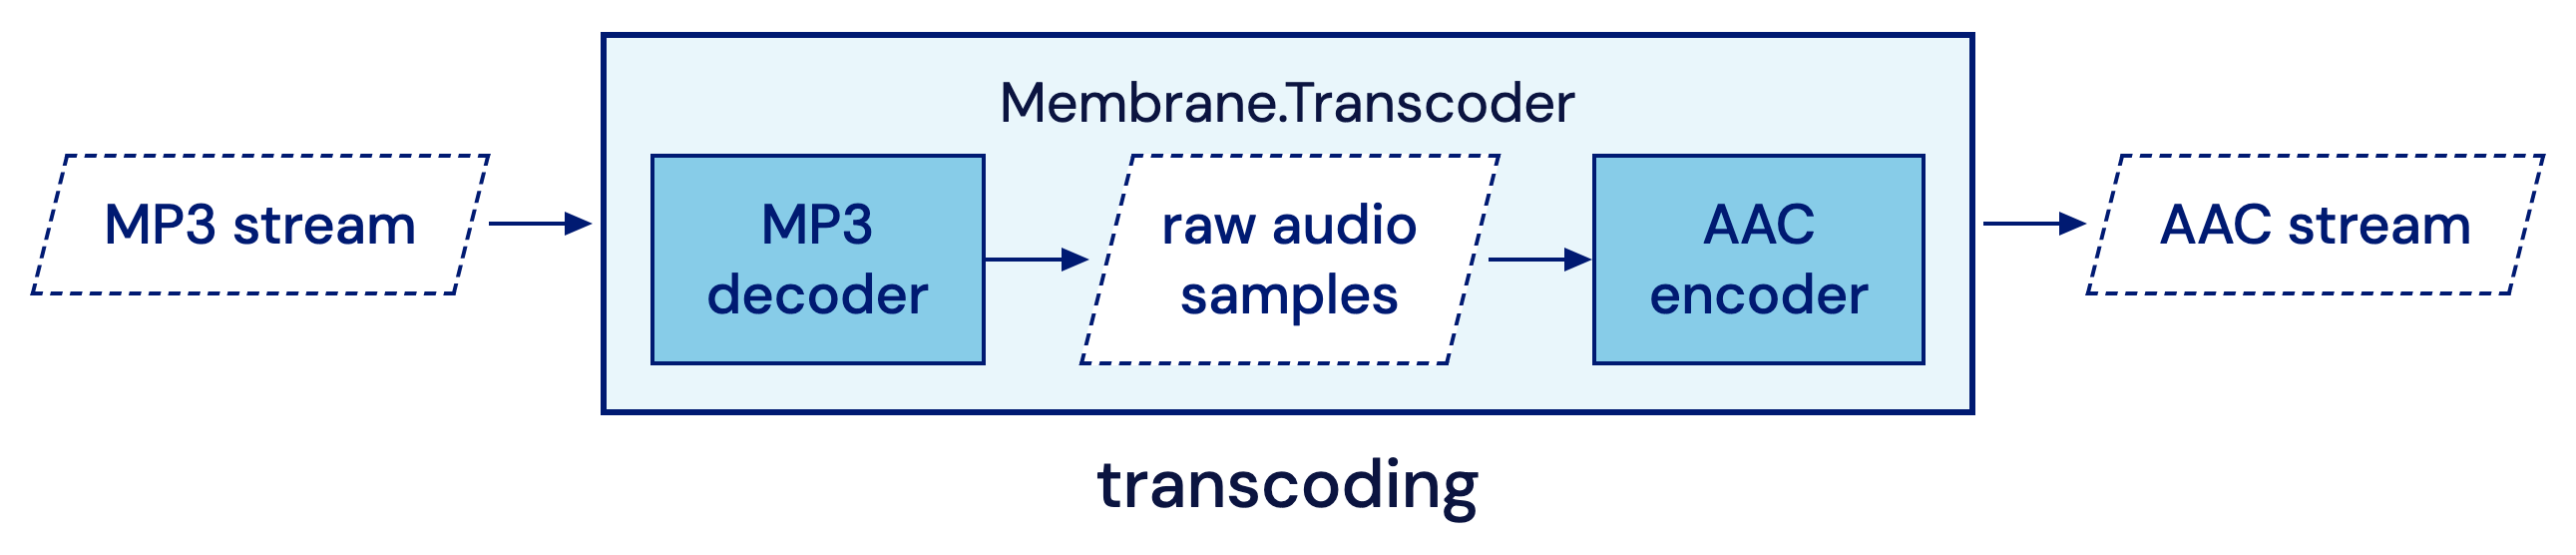 Membrane.Transcoder
MP3 stream
MP3
decoder
raw audio
samples
AAC
encoder
AAC stream
transcoding